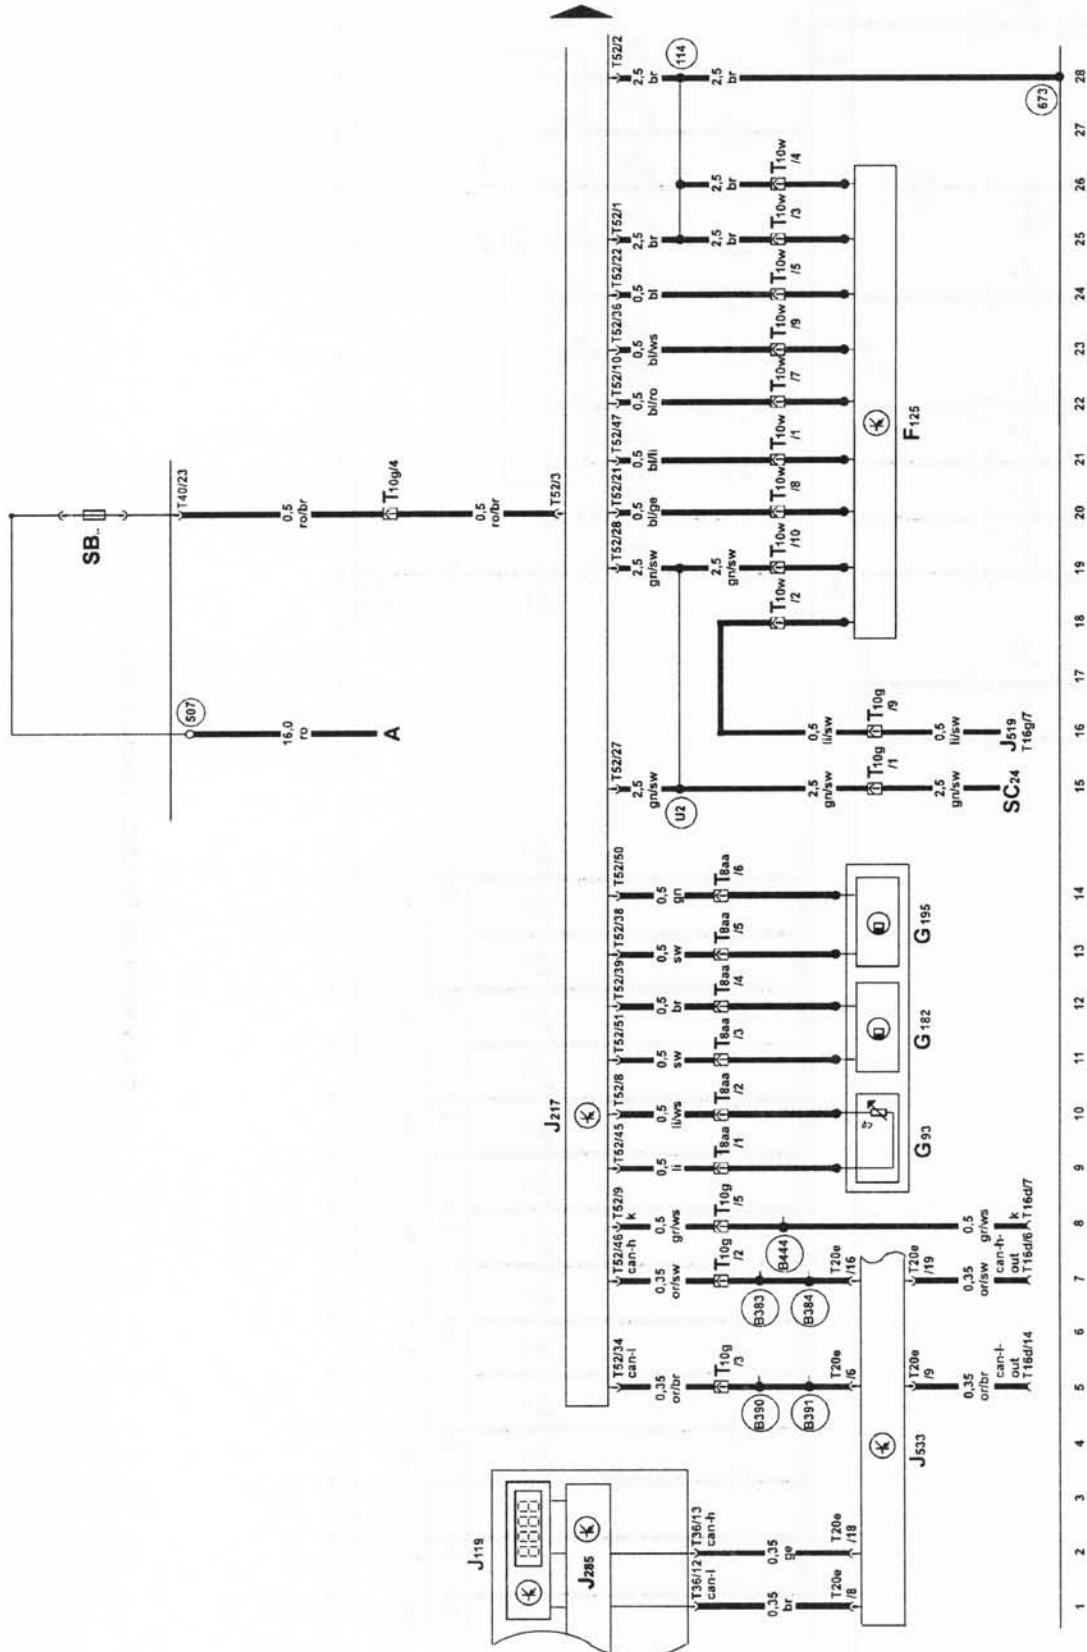 J119
J285
T36/12
can-l
0,35
br
T20e
/8
T36/13
can-h
0,35
ge
T20e
/18
J533
T52/34
can-l
0,35
or/br
T10g
/3
B390
B391
T20e
/6
T20e
/9
0,35
or/br
can-l-
out
T16d/14
T52/46
can-h
0,35
or/sw
T10g
/2
B383
B384
T20e
/16
T20e
/19
0,35
or/sw
can-h-
out
T16d/6
T52/9
k
0,5
gr/ws
T10g
/5
B444
0,5
gr/ws
k
T16d/7
J217
T52/45
0,5
li
T8aa
/1
T52/8
0,5
li/ws
T8aa
/2
G93
T52/51
0,5
sw
T8aa
/3
T52/39
0,5
br
T8aa
/4
G182
T52/38
0,5
sw
T8aa
/5
T52/50
0,5
gn
T8aa
/6
G195
T52/27
2,5
gn/sw
U2
2,5
gn/sw
T10g
/1
2,5
gn/sw
SC24
507
16,0
ro
A
0,5
li/sw
T10g
/9
0,5
li/sw
J519
T16g/7
T10w
/2
T52/28
2,5
gn/sw
2,5
gn/sw
T10w
/10
SB..
T40/23
0,5
ro/br
T10g/4
0,5
ro/br
T52/3
T52/21
0,5
bl/ge
T10w
/8
T52/47
0,5
bl/li
T10w
/1
T52/10
0,5
bl/ro
T10w
/7
T52/36
0,5
bl/ws
T10w
/9
T52/22
0,5
bl
T10w
/5
T52/1
2,5
br
2,5
br
T10w
/3
2,5
br
T10w
/4
F125
T52/2
2,5
br
114
2,5
br
673
1 2 3 4 5 6 7 8 9 10 11 12 13 14 15 16 17 18 19 20 21 22 23 24 25 26 27 28